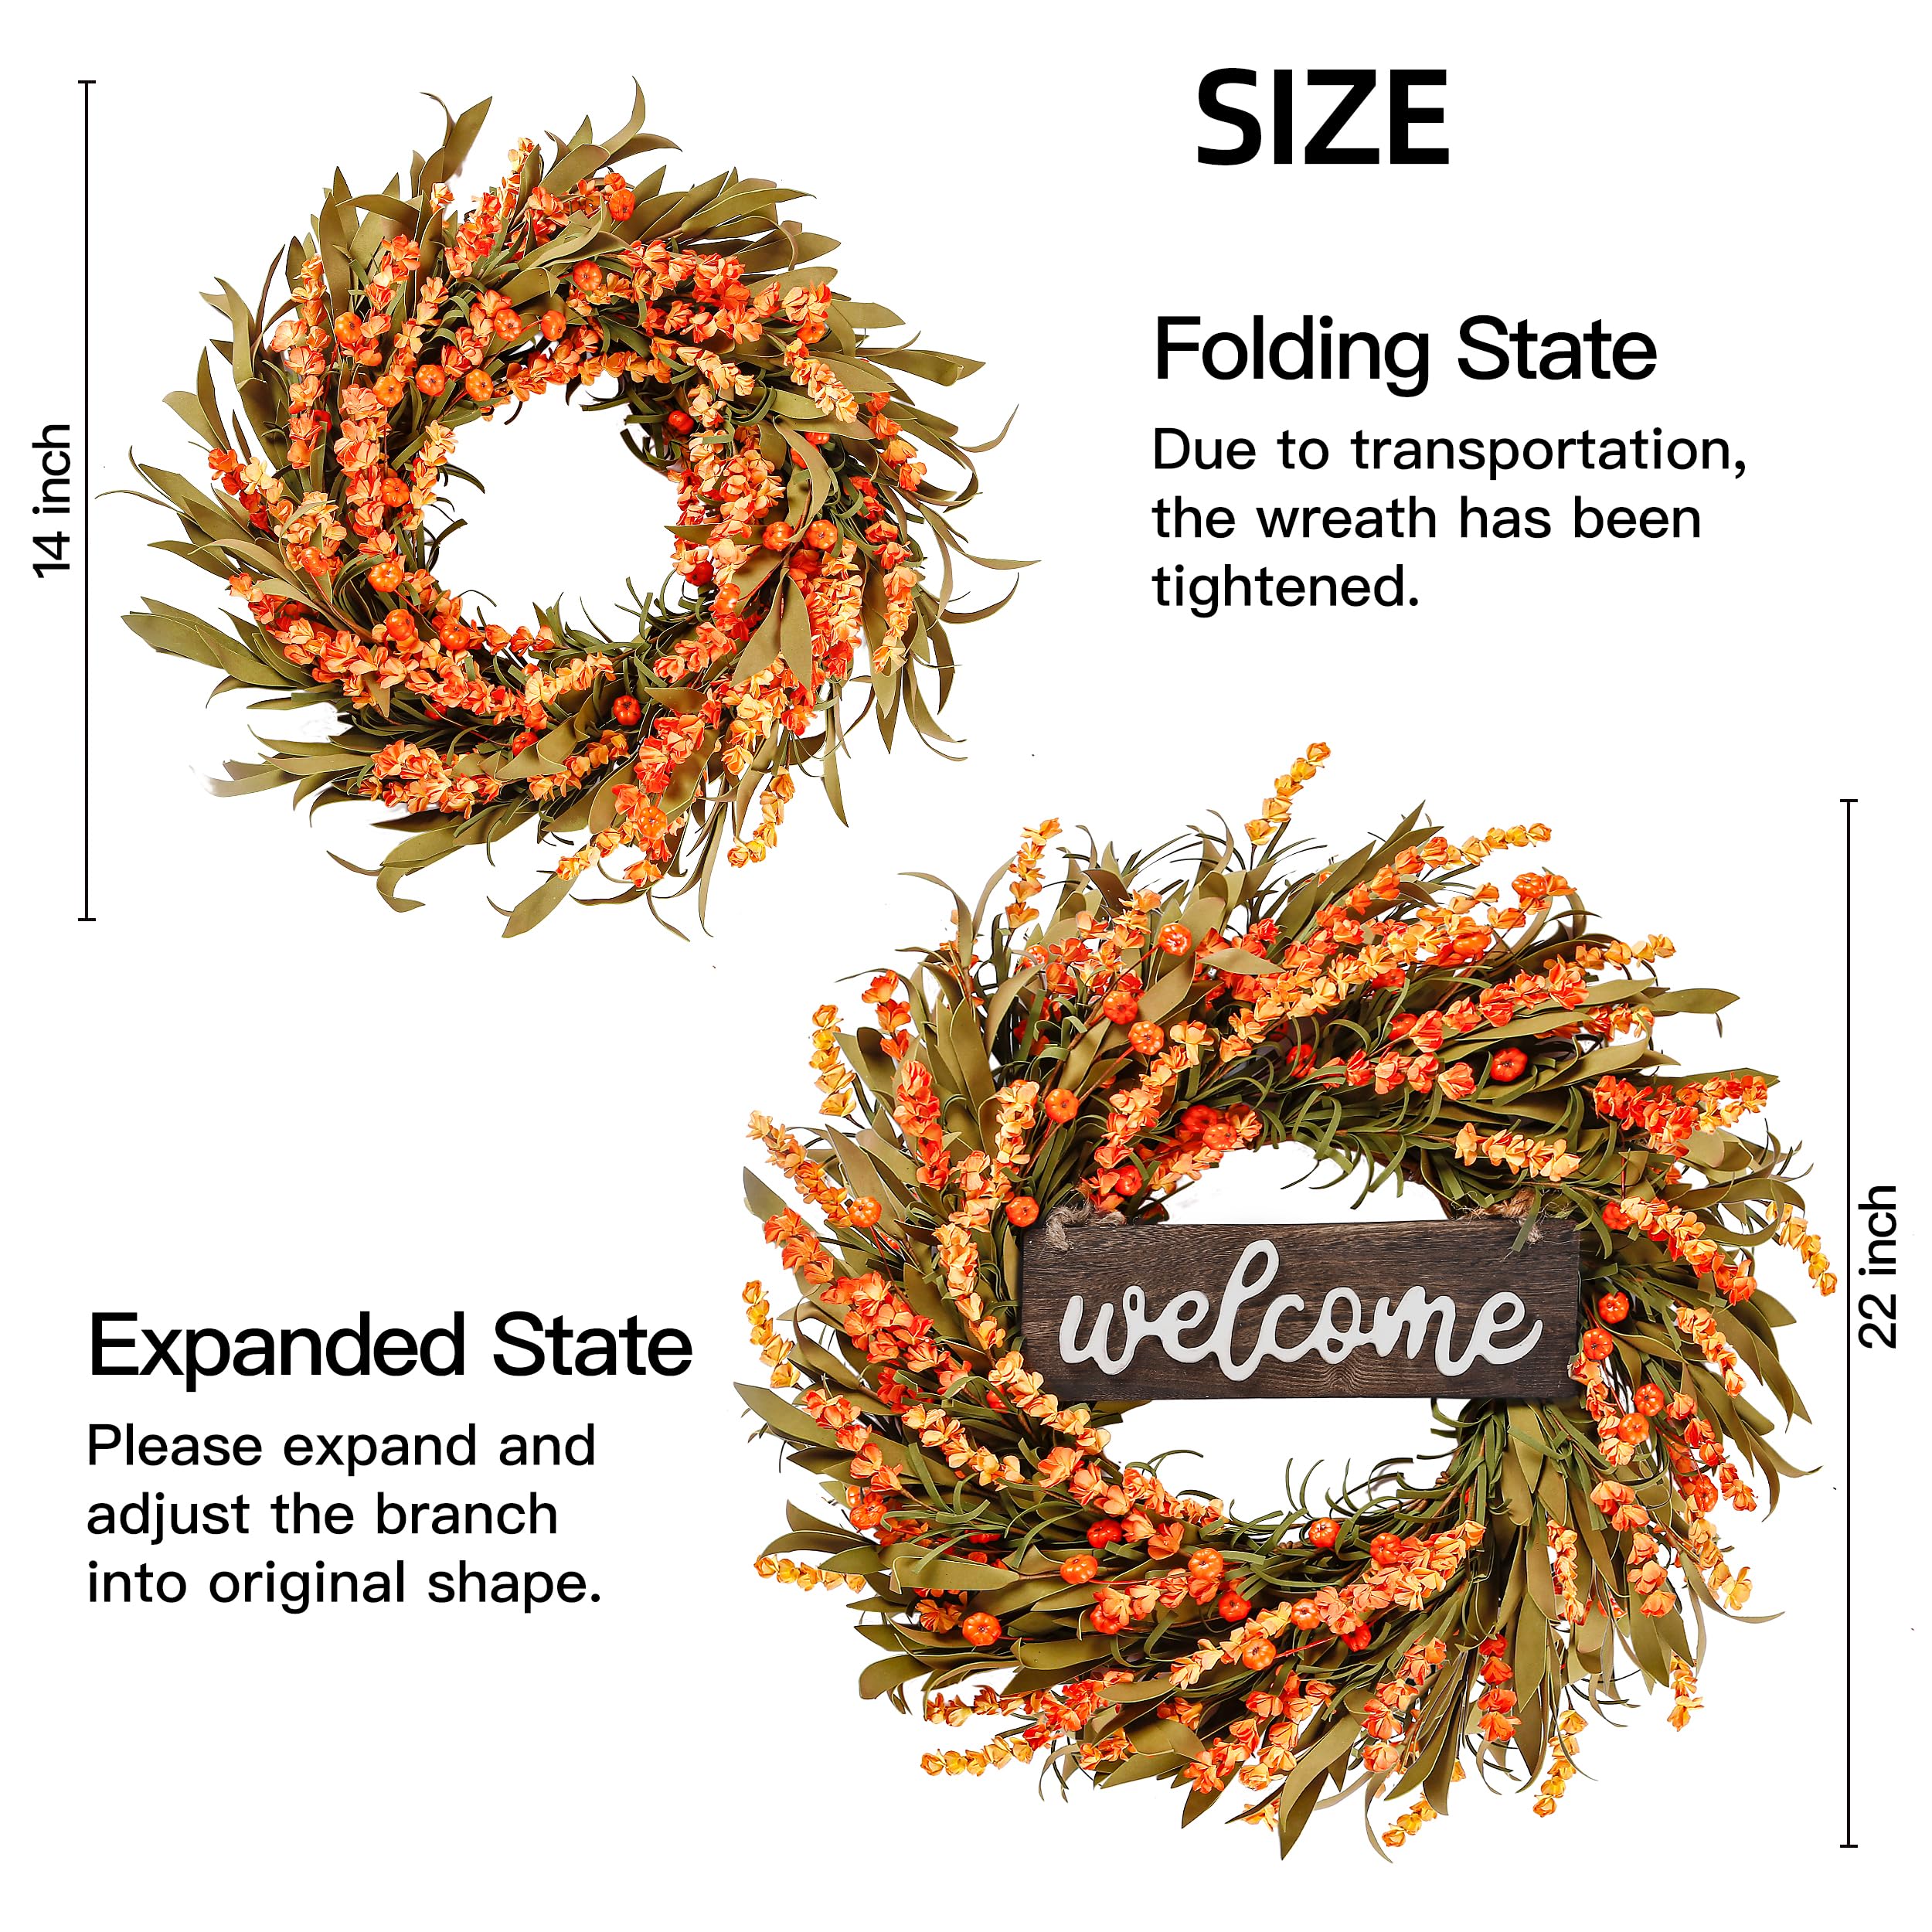 SIZE
14 inch
Folding State
Due to transportation,
the wreath has been
tightened.
welcome
22 inch
Expanded State
Please expand and
adjust the branch
into original shape.